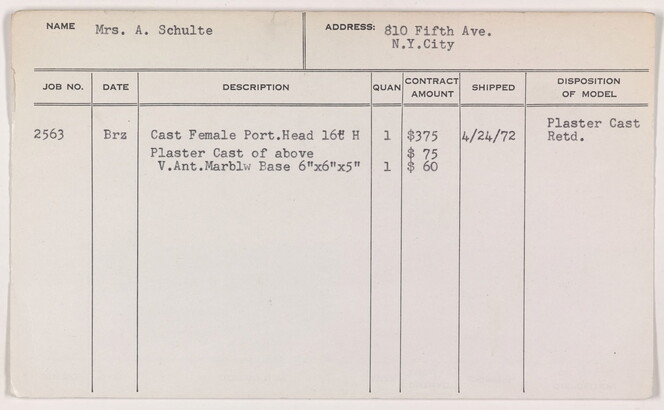 NAME Mrs. A. Schulte ADDRESS: 810 Fifth Ave.
N.Y.City
JOB NO. DATE DESCRIPTION QUAN CONTRACT AMOUNT SHIPPED DISPOSITION OF MODEL
Plaster Cast
2563 Brz Cast Female Port.Head 16" H 1 $375 4/24/72 Retd.
Plaster Cast of above $ 75
V.Ant.Marblw Base 6"x6"x5" 1 $ 60